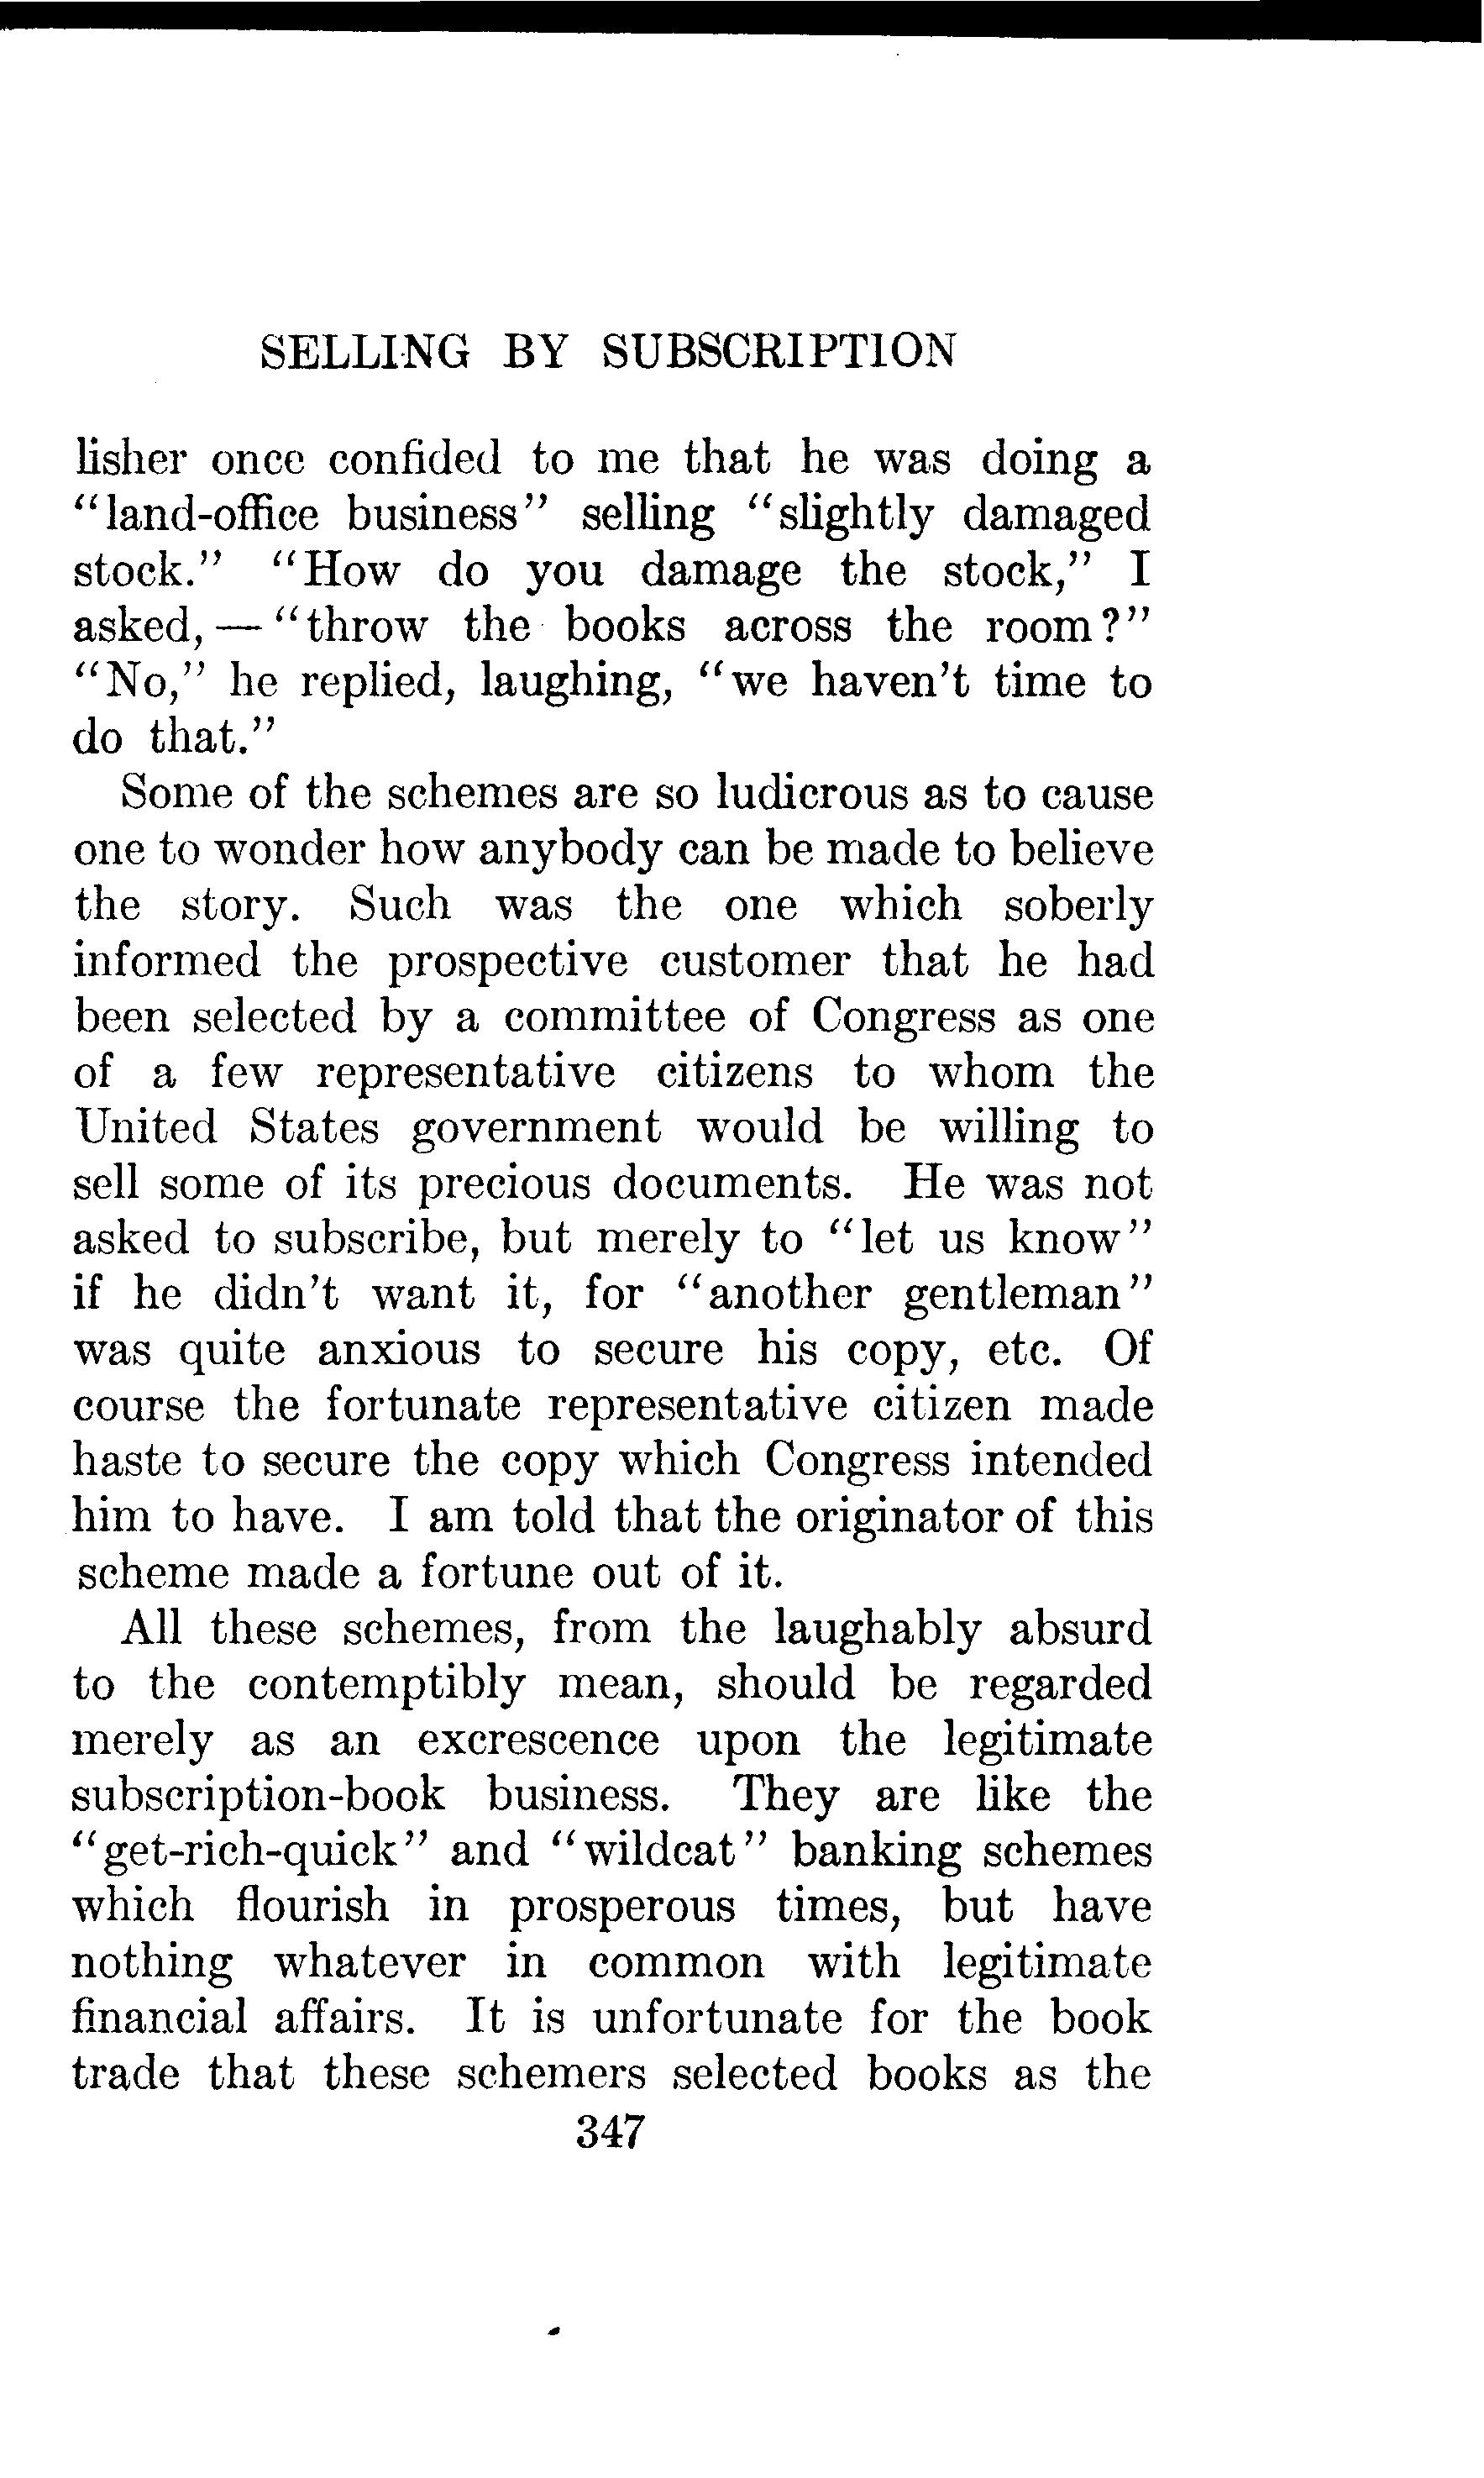 SELLING BY SUBSCRIPTION
lisher once confided to me that he was doing a
"land-office business" selling "slightly damaged
stock." "How do you damage the stock," I
asked, — "throw the books across the room?"
"No," he replied, laughing, "we haven't time to
do that."
Some of the schemes are so ludicrous as to cause
one to wonder how anybody can be made to believe
the story. Such was the one which soberly
informed the prospective customer that he had
been selected by a committee of Congress as one
of a few representative citizens to whom the
United States government would be willing to
sell some of its precious documents. He was not
asked to subscribe, but merely to "let us know"
if he didn't want it, for "another gentleman"
was quite anxious to secure his copy, etc. Of
course the fortunate representative citizen made
haste to secure the copy which Congress intended
him to have. I am told that the originator of this
scheme made a fortune out of it.
All these schemes, from the laughably absurd
to the contemptibly mean, should be regarded
merely as an excrescence upon the legitimate
subscription-book business. They are like the
"get-rich-quick" and "wildcat" banking schemes
which flourish in prosperous times, but have
nothing whatever in common with legitimate
financial affairs. It is unfortunate for the book
trade that these schemers selected books as the
347